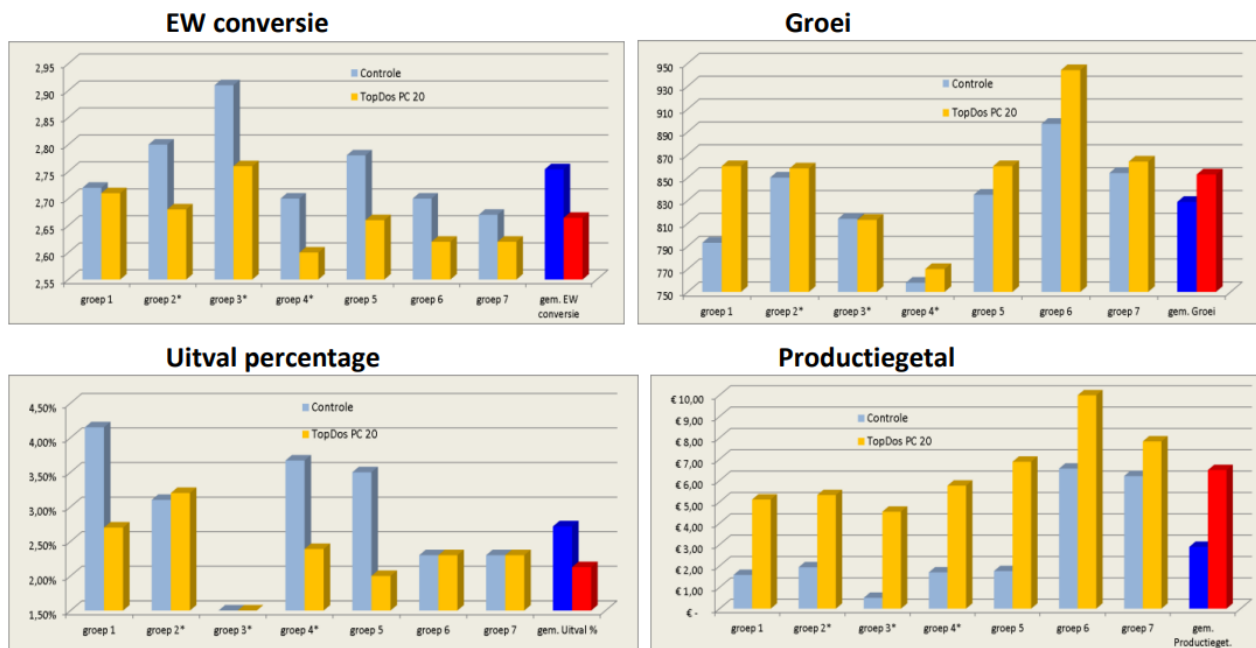 EW conversie
2,95
2,90
2,85
2,80
2,75
2,70
2,65
2,60
2,55
Controle
TopDos PC 20
groep 1
groep 2*
groep 3*
groep 4*
groep 5
groep 6
groep 7
gem. EW
conversie
Groei
950
930
910
890
870
850
830
810
790
770
750
Controle
TopDos PC 20
groep 1
groep 2*
groep 3*
groep 4*
groep 5
groep 6
groep 7
gem. Groei
Uitval percentage
4,50%
4,00%
3,50%
3,00%
2,50%
2,00%
1,50%
Controle
TopDos PC 20
groep 1
groep 2*
groep 3*
groep 4*
groep 5
groep 6
groep 7
gem. Uitval %
Productiegetal
€ 10,00
€ 9,00
€ 8,00
€ 7,00
€ 6,00
€ 5,00
€ 4,00
€ 3,00
€ 2,00
€ 1,00
€ -
Controle
TopDos PC 20
groep 1
groep 2*
groep 3*
groep 4*
groep 5
groep 6
groep 7
gem.
Productieget.